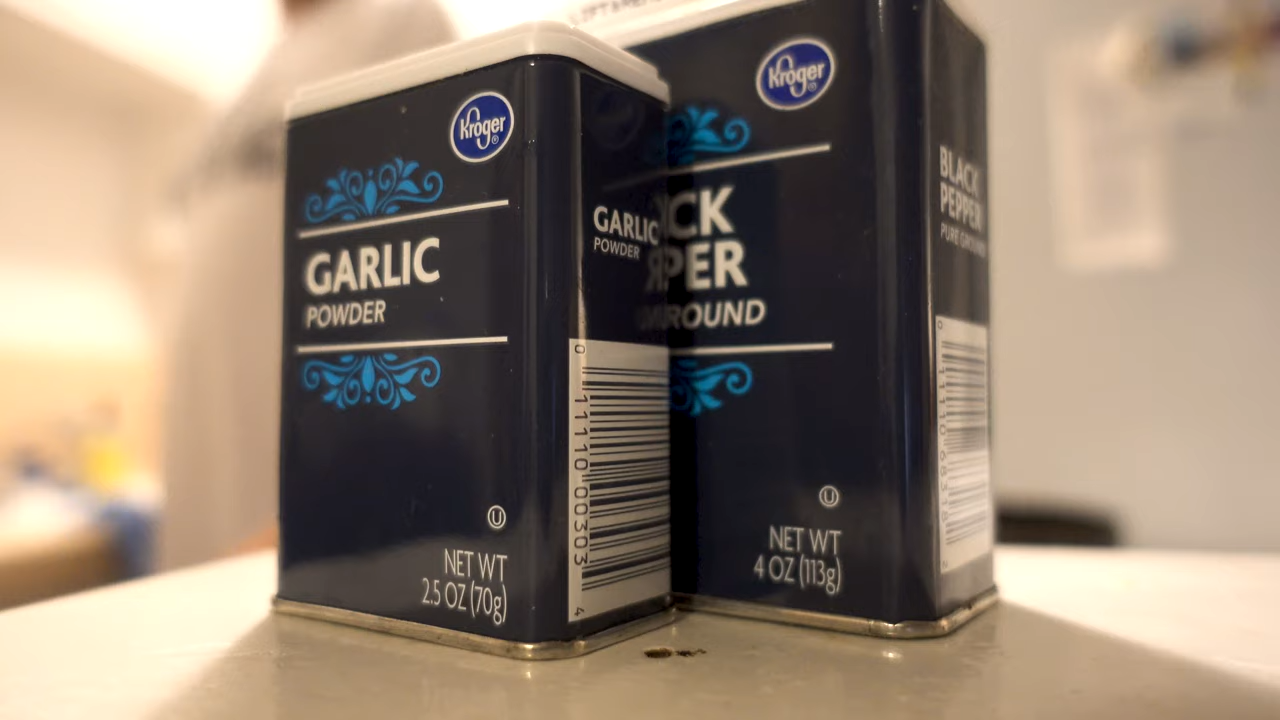 Kroger
GARLIC
POWDER
NET WT
2.5 OZ (70g)
GARLIC
POWDER
0 11110 00303 4
Kroger
CK
PER
ROUND
NET WT
4 OZ (113g)
BLACK
PEPPER
PURE GROUND